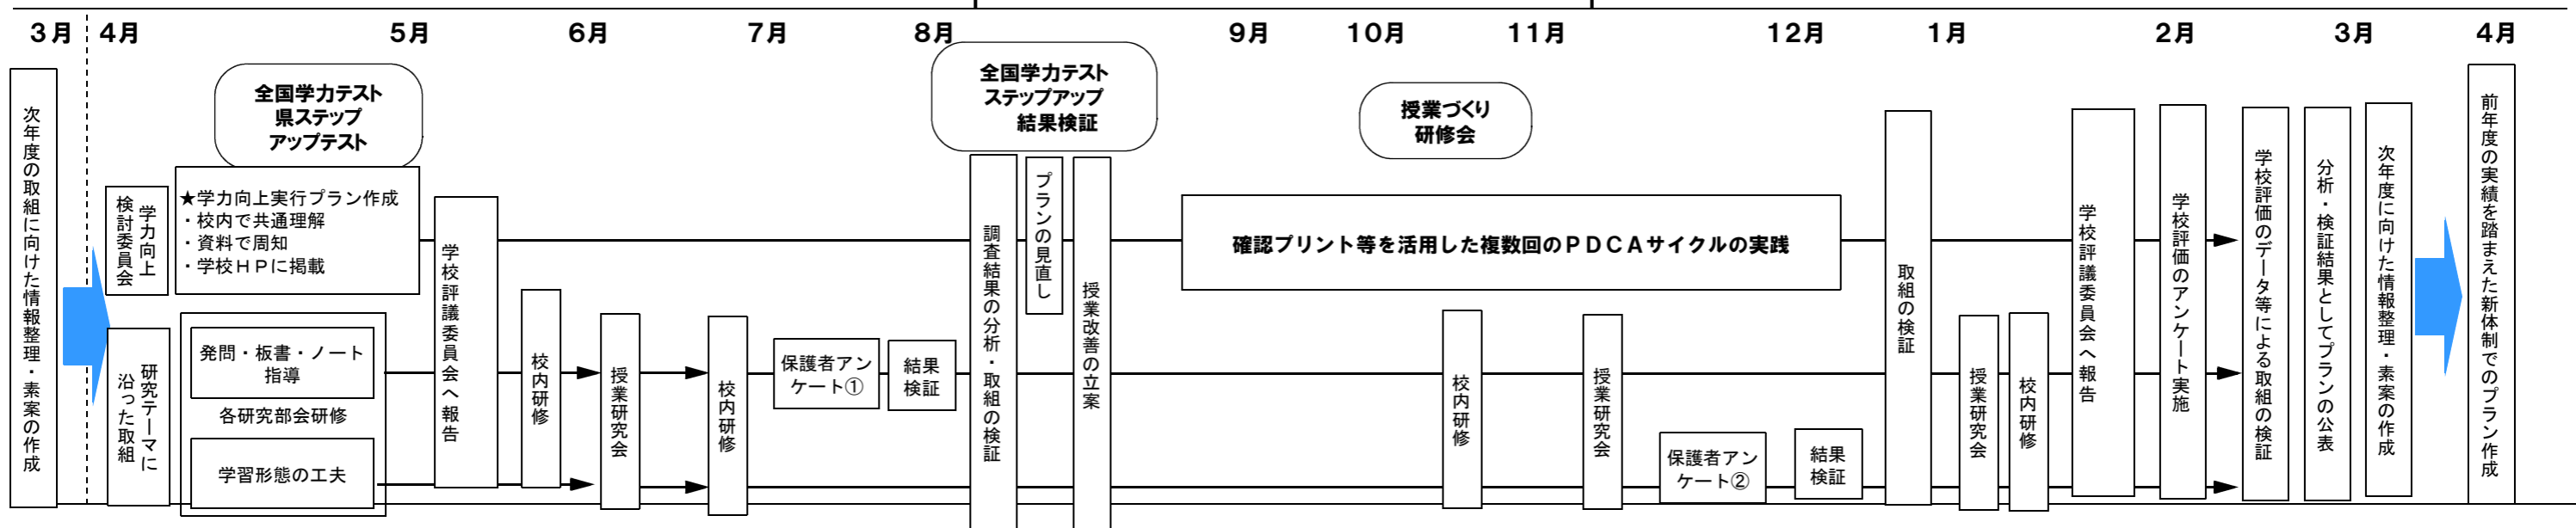 ３月
４月
５月
６月
７月
８月
９月
１０月
１１月
１２月
１月
２月
３月
４月
次年度の取組に向けた情報整理・素案の作成
全国学力テスト
県ステップ
アップテスト
学力向上
検討委員会
★学力向上実行プラン作成
・校内で共通理解
・資料で周知
・学校ＨＰに掲載
研究テーマに
沿った取組
発問・板書・ノート
指導
各研究部会研修
学習形態の工夫
学校評議委員会へ報告
校内研修
授業研究会
校内研修
保護者アン
ケート①
結果
検証
全国学力テスト
ステップアップ
結果検証
調査結果の分析・取組の検証
プランの見直し
授業改善の立案
授業づくり
研修会
確認プリント等を活用した複数回のＰＤＣＡサイクルの実践
校内研修
授業研究会
保護者アン
ケート②
結果
検証
取組の検証
授業研究会
校内研修
学校評議委員会へ報告
学校評価のアンケート実施
学校評価のデータ等による取組の検証
分析・検証結果としてプランの公表
次年度に向けた情報整理・素案の作成
前年度の実績を踏まえた新体制でのプラン作成